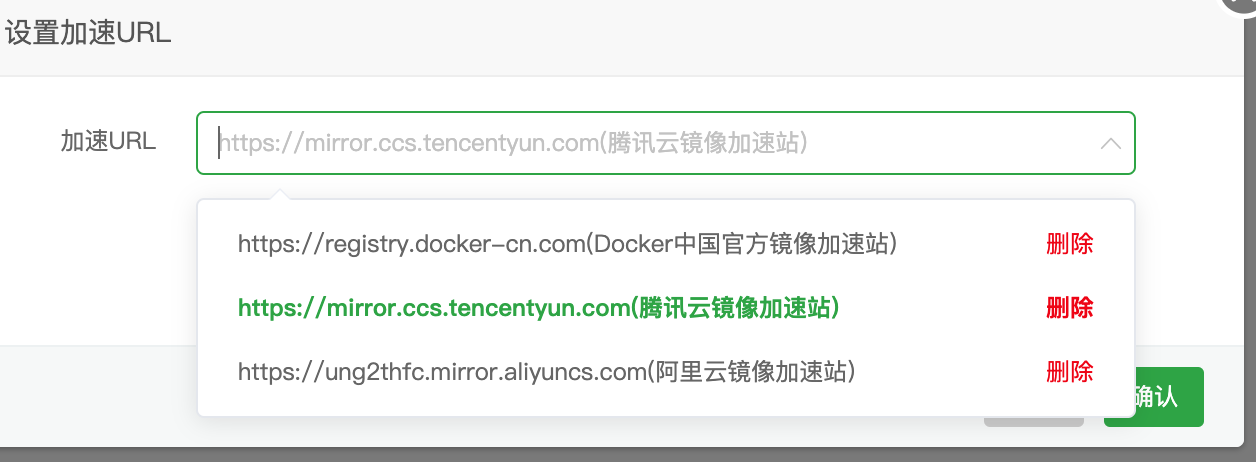 设置加速URL
加速URL
https://mirror.ccs.tencentyun.com(腾讯云镜像加速站)
https://registry.docker-cn.com(Docker中国官方镜像加速站) 删除
https://mirror.ccs.tencentyun.com(腾讯云镜像加速站) 删除
https://ung2thfc.mirror.aliyuncs.com(阿里云镜像加速站) 删除
确认